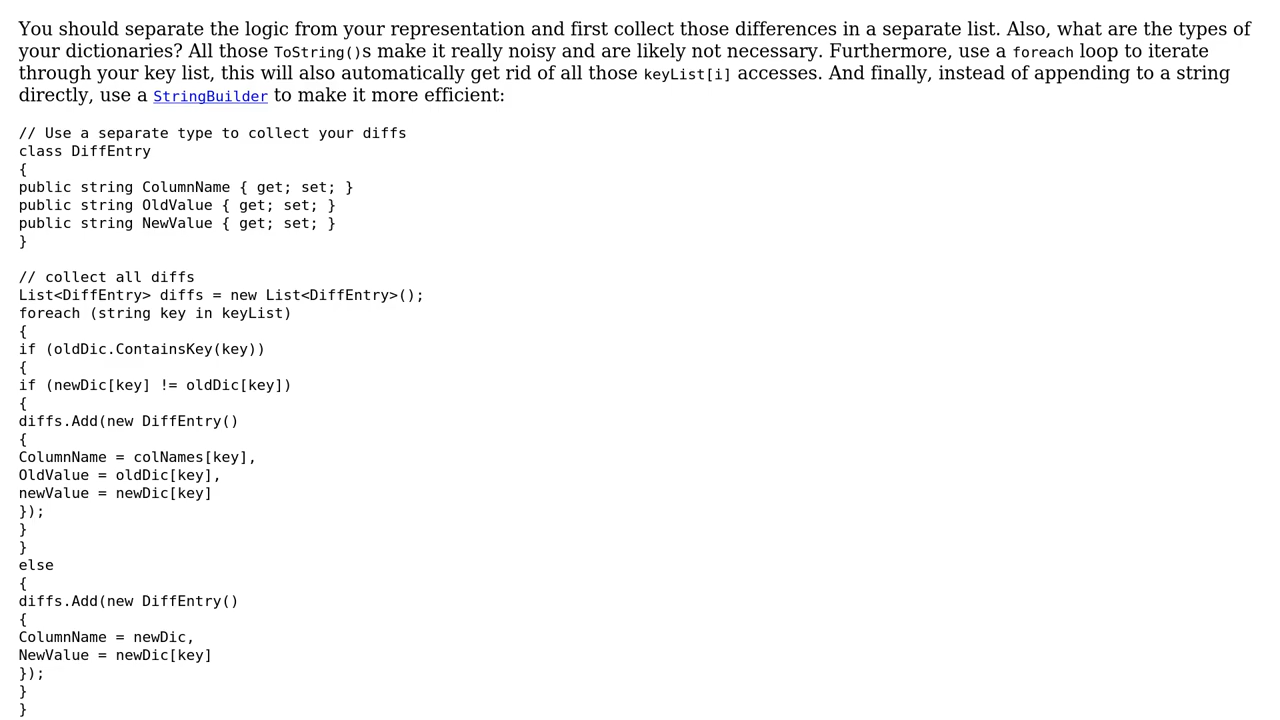 You should separate the logic from your representation and first collect those differences in a separate list. Also, what are the types of
your dictionaries? All those ToString()s make it really noisy and are likely not necessary. Furthermore, use a foreach loop to iterate
through your key list, this will also automatically get rid of all those keyList[i] accesses. And finally, instead of appending to a string
directly, use a StringBuilder to make it more efficient:
// Use a separate type to collect your diffs
class DiffEntry
{
public string ColumnName { get; set; }
public string OldValue { get; set; }
public string NewValue { get; set; }
}
// collect all diffs
List<DiffEntry> diffs = new List<DiffEntry>();
foreach (string key in keyList)
{
if (oldDic.ContainsKey(key))
{
if (newDic[key] != oldDic[key])
{
diffs.Add(new DiffEntry()
{
ColumnName = colNames[key],
OldValue = oldDic[key],
newValue = newDic[key]
});
}
}
else
{
diffs.Add(new DiffEntry()
{
ColumnName = newDic,
NewValue = newDic[key]
});
}
}